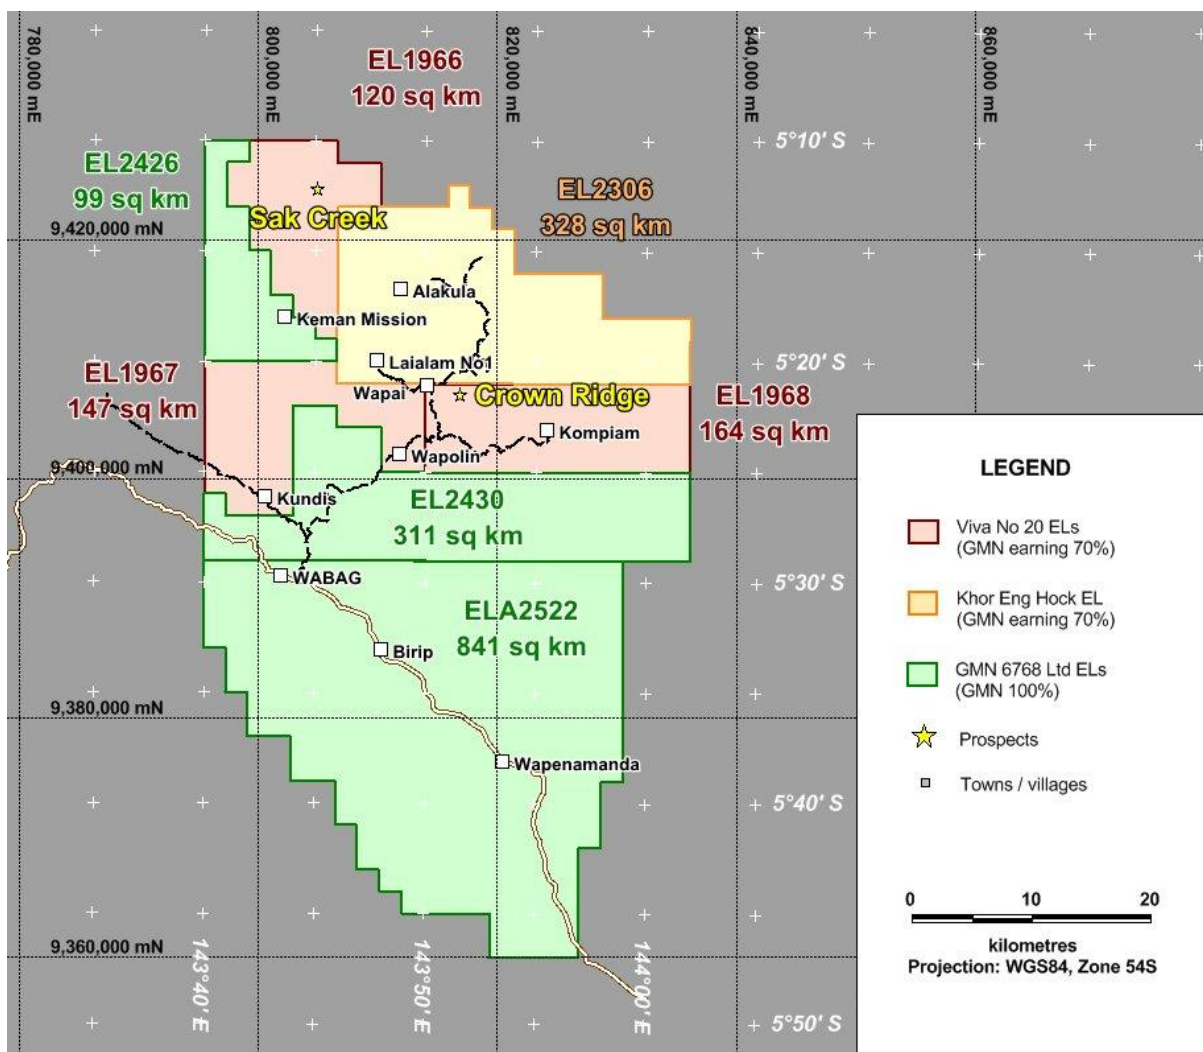 780,000 mE
800,000 mE
820,000 mE
840,000 mE
860,000 mE
EL1966
120 sq km
5°10' S
EL2426
99 sq km
EL2306
328 sq km
Sak Creek
9,420,000 mN
Alakula
Keman Mission
5°20' S
Laialam No1
EL1967
147 sq km
Wapai
Crown Ridge
EL1968
164 sq km
Kompiam
Wapolin
9,400,000 mN
Kundis
EL2430
311 sq km
WABAG
5°30' S
ELA2522
841 sq km
Birip
9,380,000 mN
Wapenamanda
5°40' S
9,360,000 mN
143°40' E
143°50' E
144°00' E
5°50' S
LEGEND
Viva No 20 ELs
(GMN earning 70%)
Khor Eng Hock EL
(GMN earning 70%)
GMN 6768 Ltd ELs
(GMN 100%)
Prospects
Towns / villages
0 10 20
kilometres
Projection: WGS84, Zone 54S